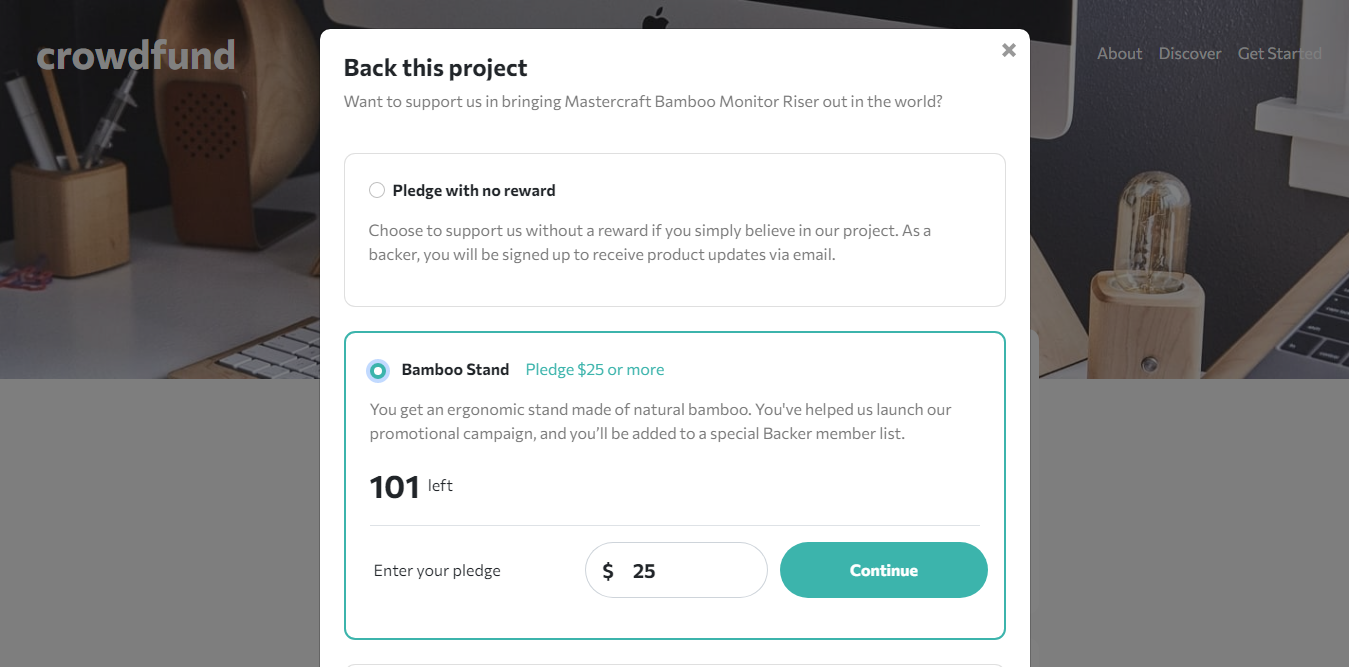 crowdfund
About Discover Get Started
Back this project
Want to support us in bringing Mastercraft Bamboo Monitor Riser out in the world?
Pledge with no reward
Choose to support us without a reward if you simply believe in our project. As a
backer, you will be signed up to receive product updates via email.
Bamboo Stand Pledge $25 or more
You get an ergonomic stand made of natural bamboo. You've helped us launch our
promotional campaign, and you’ll be added to a special Backer member list.
101 left
Enter your pledge $ 25 Continue